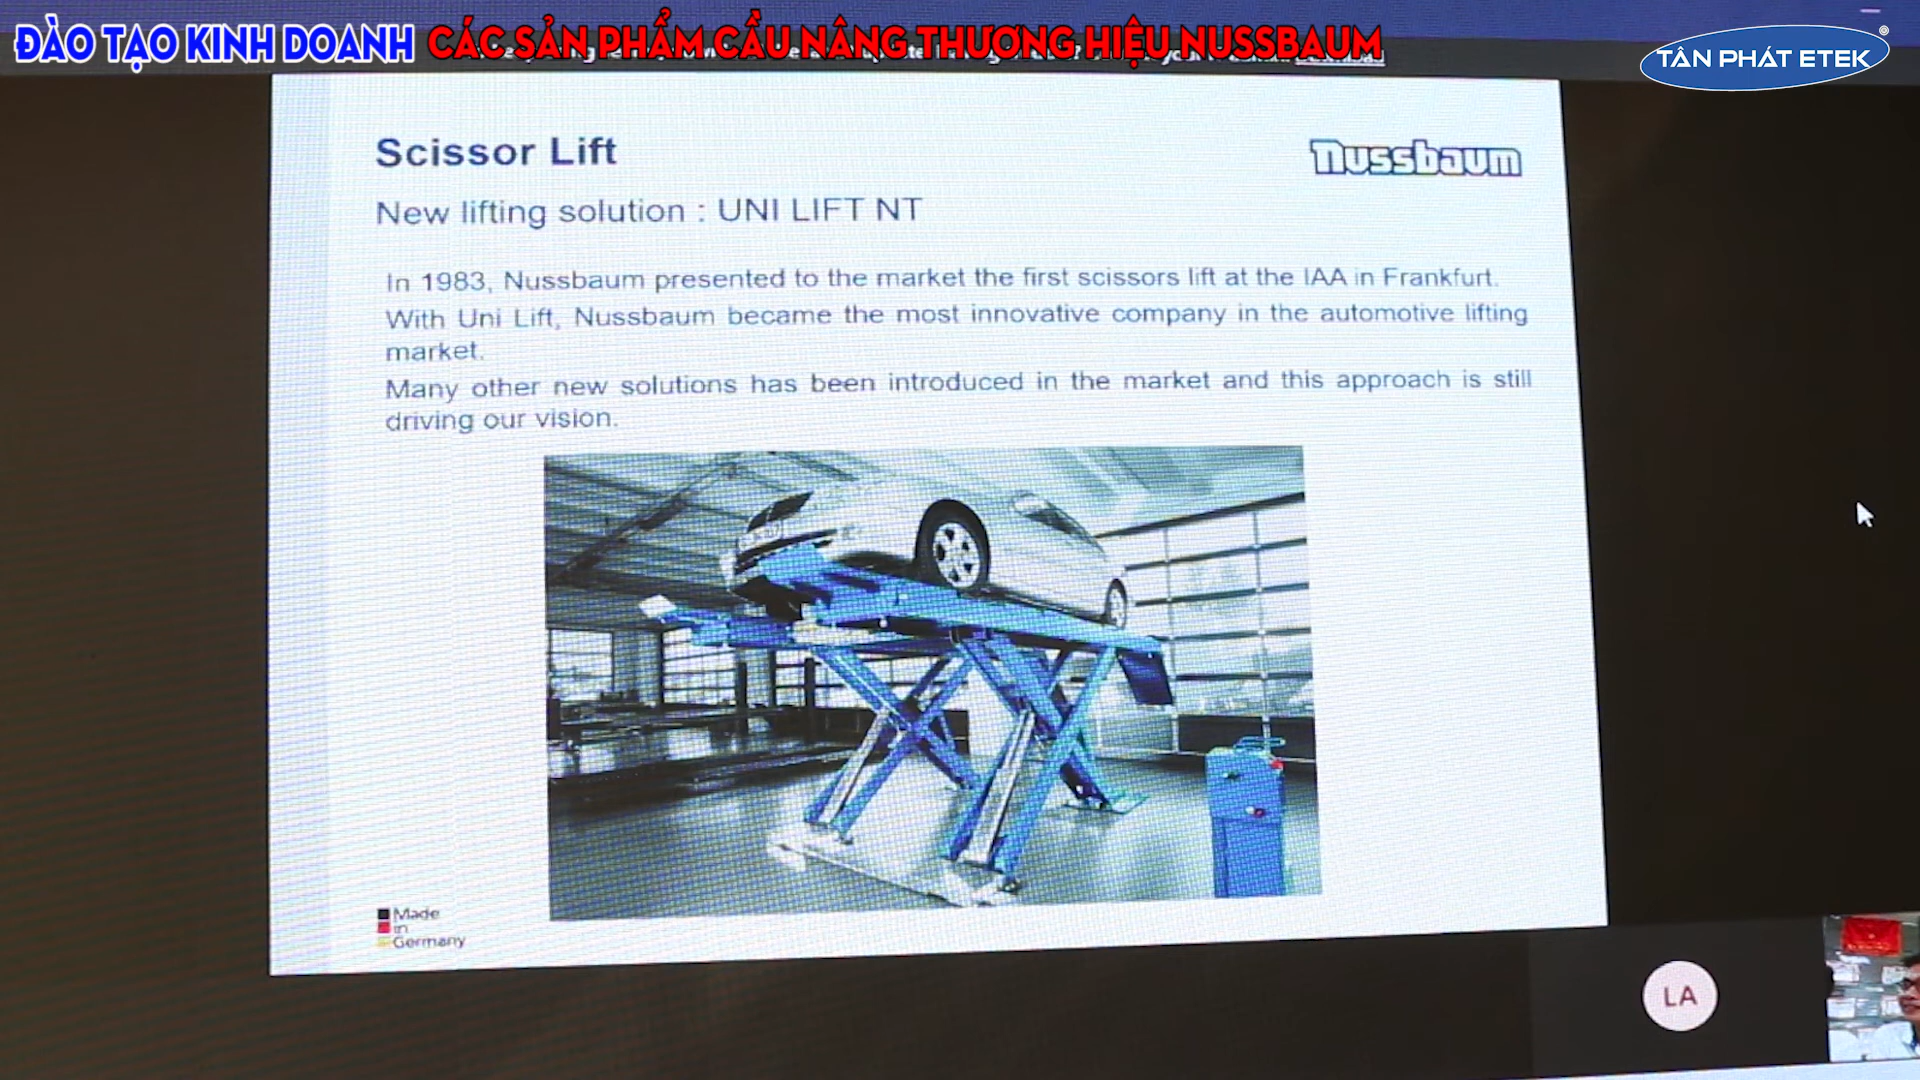 ĐÀO TẠO KINH DOANH CÁC SẢN PHẨM CẦU NÂNG THƯƠNG HIỆU NUSSBAUM
TÂN PHÁT ETEK
Scissor Lift
Nussbaum
New lifting solution : UNI LIFT NT
In 1983, Nussbaum presented to the market the first scissors lift at the IAA in Frankfurt.
With Uni Lift, Nussbaum became the most innovative company in the automotive lifting
market.
Many other new solutions has been introduced in the market and this approach is still
driving our vision.
Made
in
Germany
LA